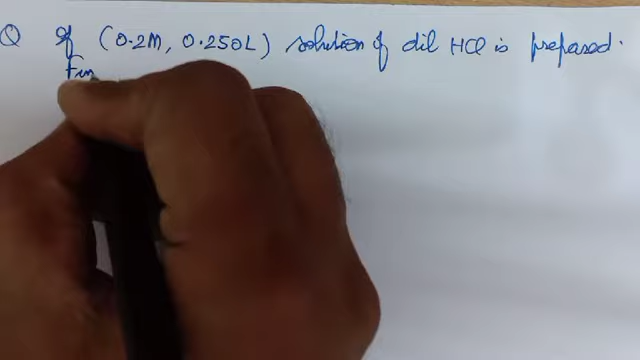 Q If (0.2M, 0.250L) solution of dil HCl is prepared.
Fin